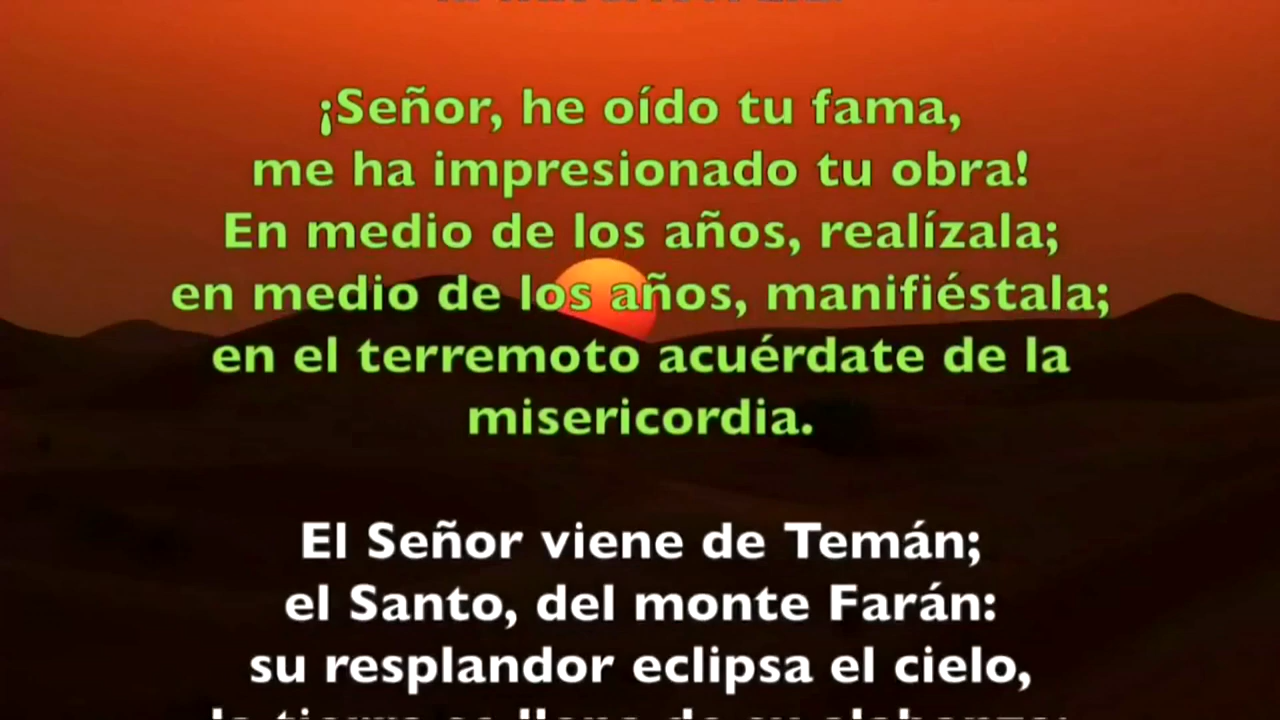 ¡Señor, he oído tu fama,
me ha impresionado tu obra!
En medio de los años, realízala;
en medio de los años, manifiéstala;
en el terremoto acuérdate de la
misericordia.
El Señor viene de Temán;
el Santo, del monte Farán:
su resplandor eclipsa el cielo,